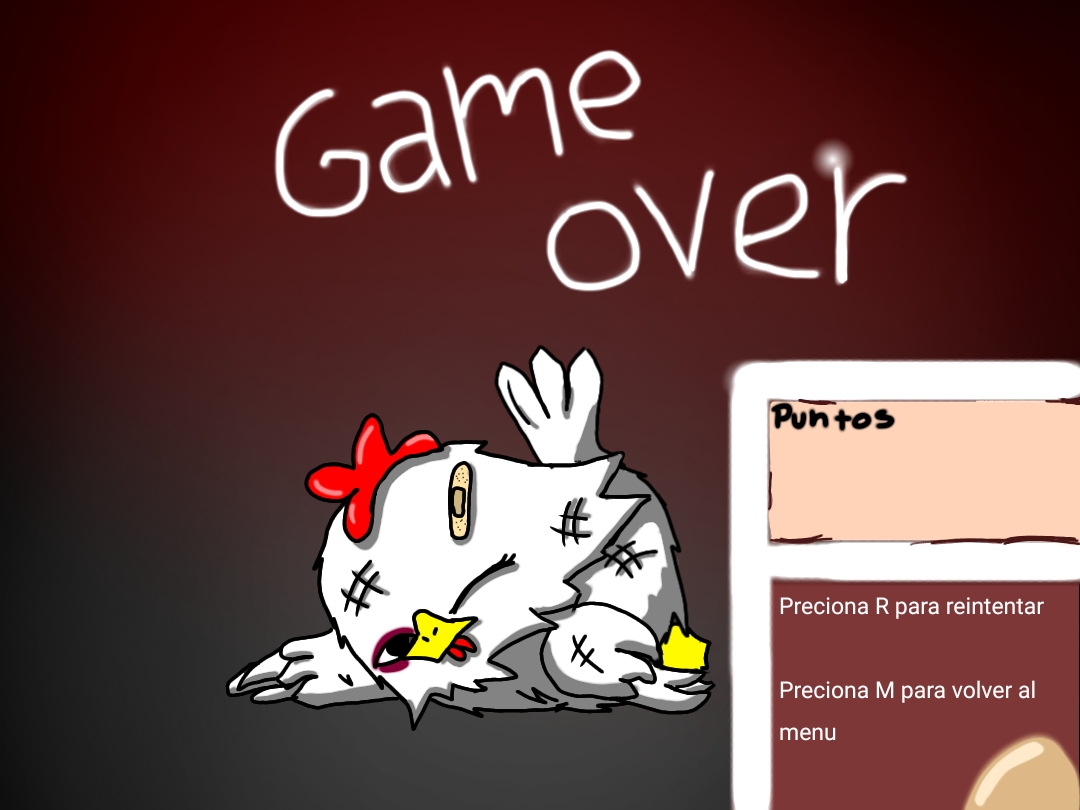 Game
over
Puntos
Preciona R para reintentar
Preciona M para volver al
menu